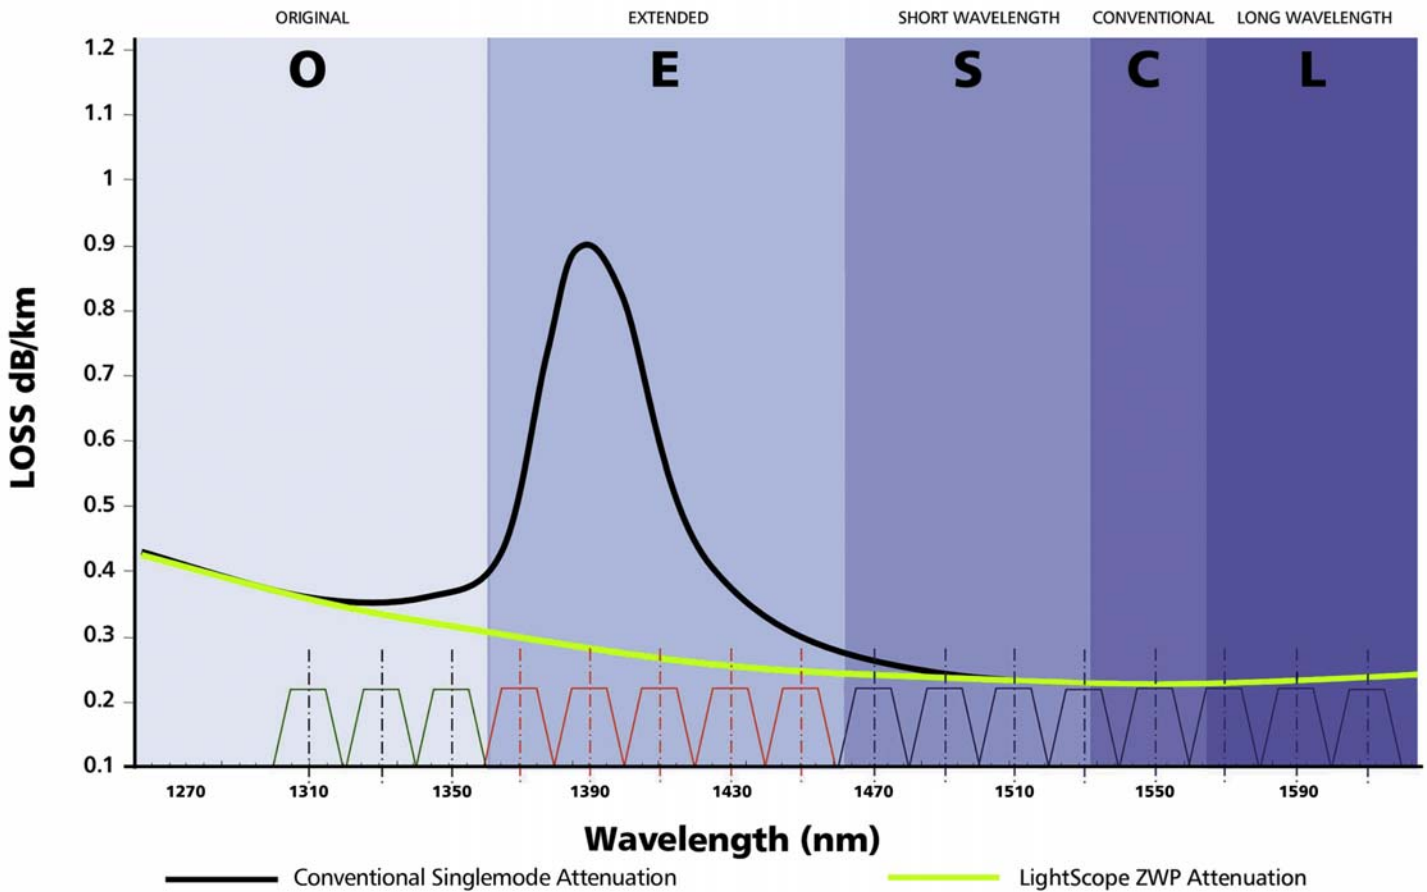 ORIGINAL EXTENDED SHORT WAVELENGTH CONVENTIONAL LONG WAVELENGTH
O E S C L
1.2
1.1
1
0.9
0.8
0.7
0.6
0.5
0.4
0.3
0.2
0.1
LOSS dB/km
1270 1310 1350 1390 1430 1470 1510 1550 1590
Wavelength (nm)
Conventional Singlemode Attenuation LightScope ZWP Attenuation